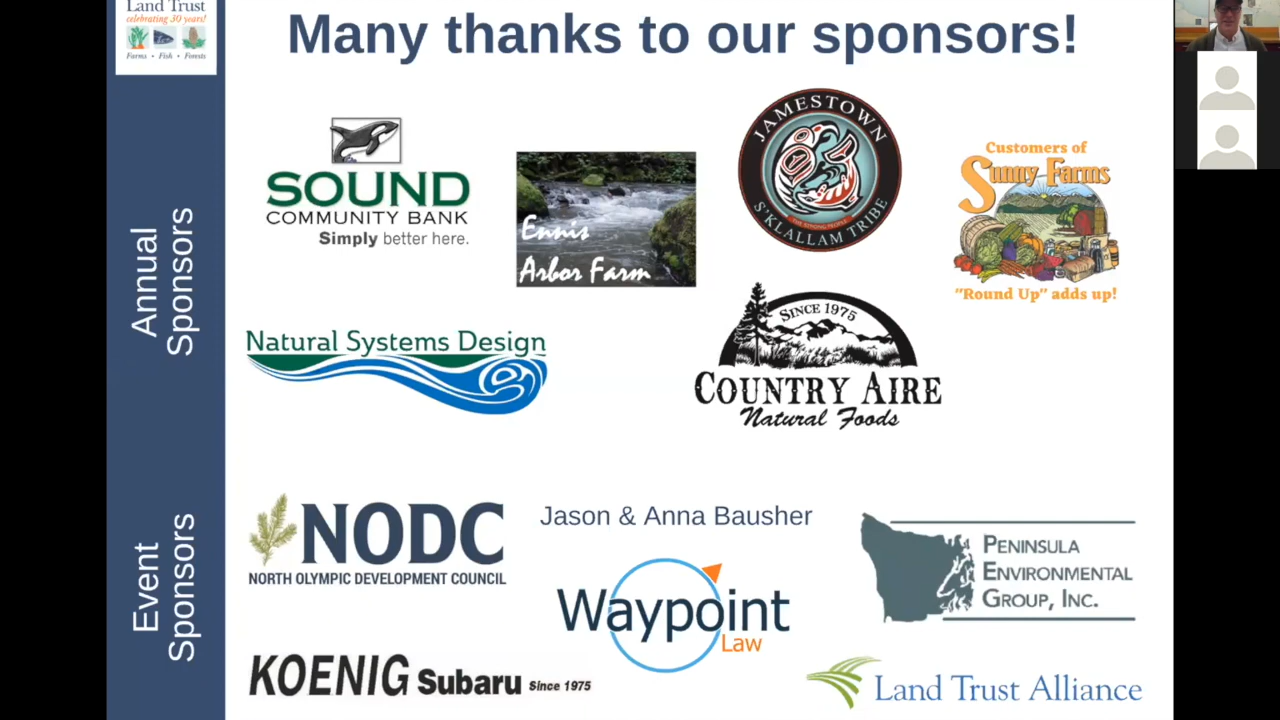 Land Trust
celebrating 30 years!
Farms • Fish • Forests
Many thanks to our sponsors!
Annual
Sponsors
SOUND
COMMUNITY BANK
Simply better here.
Ennis
Arbor Farm
JAMESTOWN
THE STRONG PEOPLE
S'KLALLAM TRIBE
Customers of
Sunny Farms
"Round Up" adds up!
Natural Systems Design
SINCE 1975
COUNTRY AIRE
Natural Foods
Event
Sponsors
NODC
NORTH OLYMPIC DEVELOPMENT COUNCIL
Jason & Anna Bausher
Waypoint
Law
PENINSULA
ENVIRONMENTAL
GROUP, INC.
KOENIG Subaru Since 1975
Land Trust Alliance